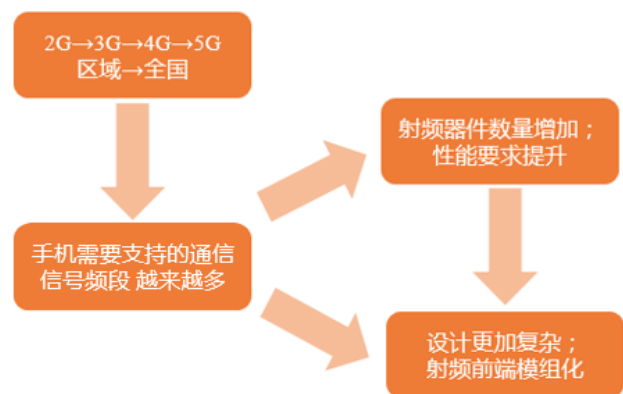 2G→3G→4G→5G
区域→全国
射频器件数量增加；
性能要求提升
手机需要支持的通信
信号频段 越来越多
设计更加复杂；
射频前端模组化